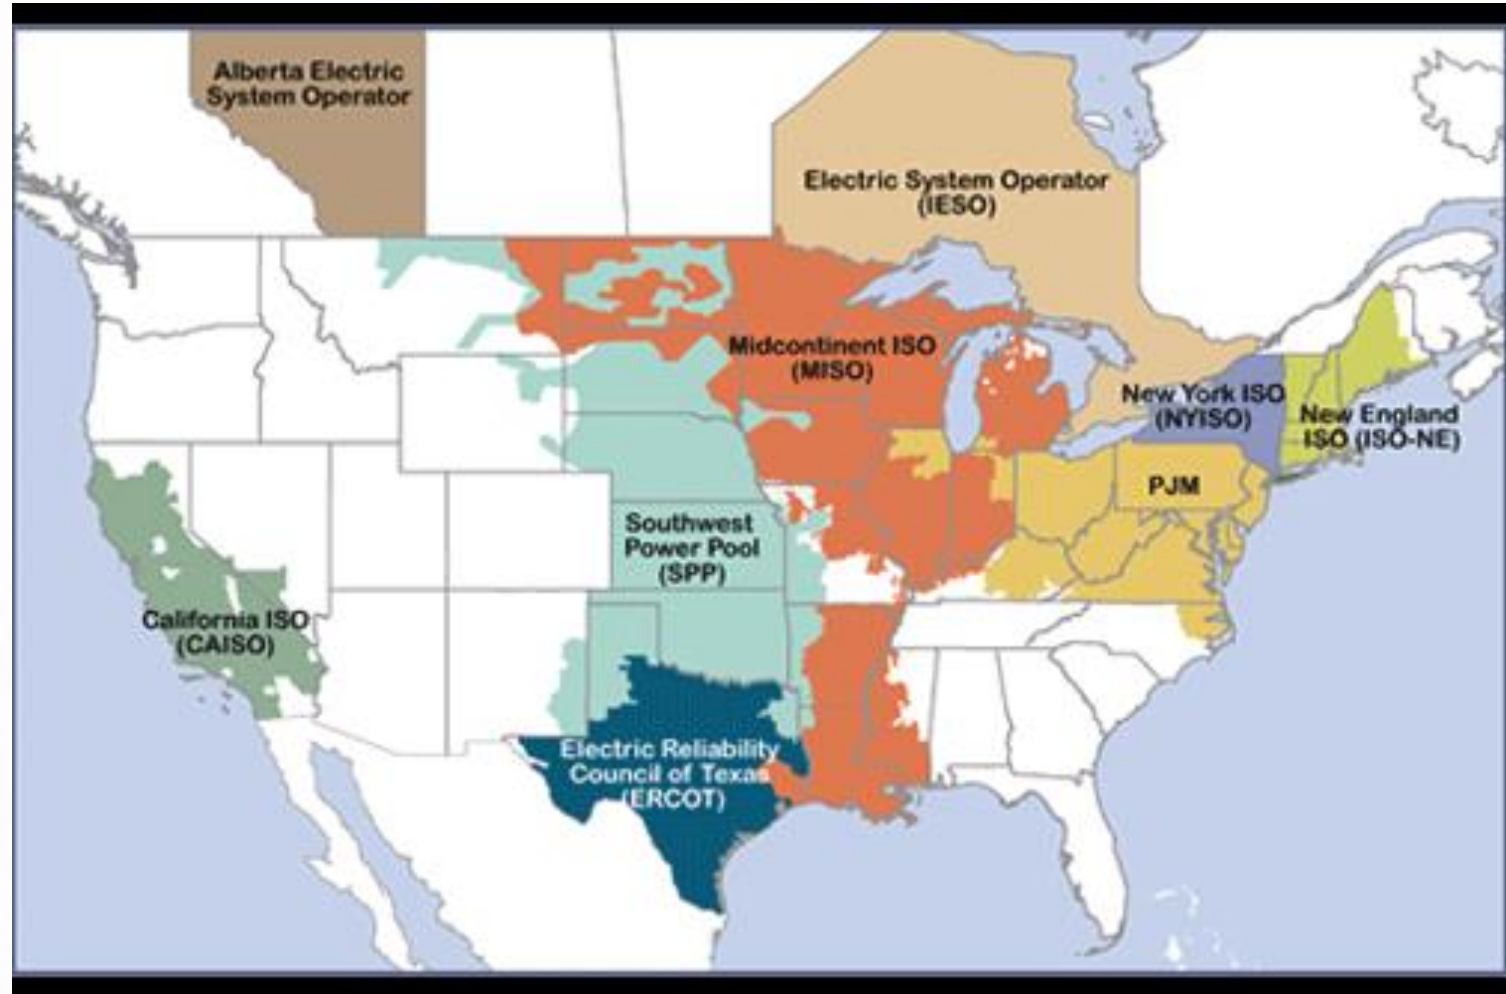 Alberta Electric
System Operator
Electric System Operator
(IESO)
Midcontinent ISO
(MISO)
New York ISO
(NYISO)
New England
ISO (ISO-NE)
PJM
Southwest
Power Pool
(SPP)
California ISO
(CAISO)
Electric Reliability
Council of Texas
(ERCOT)